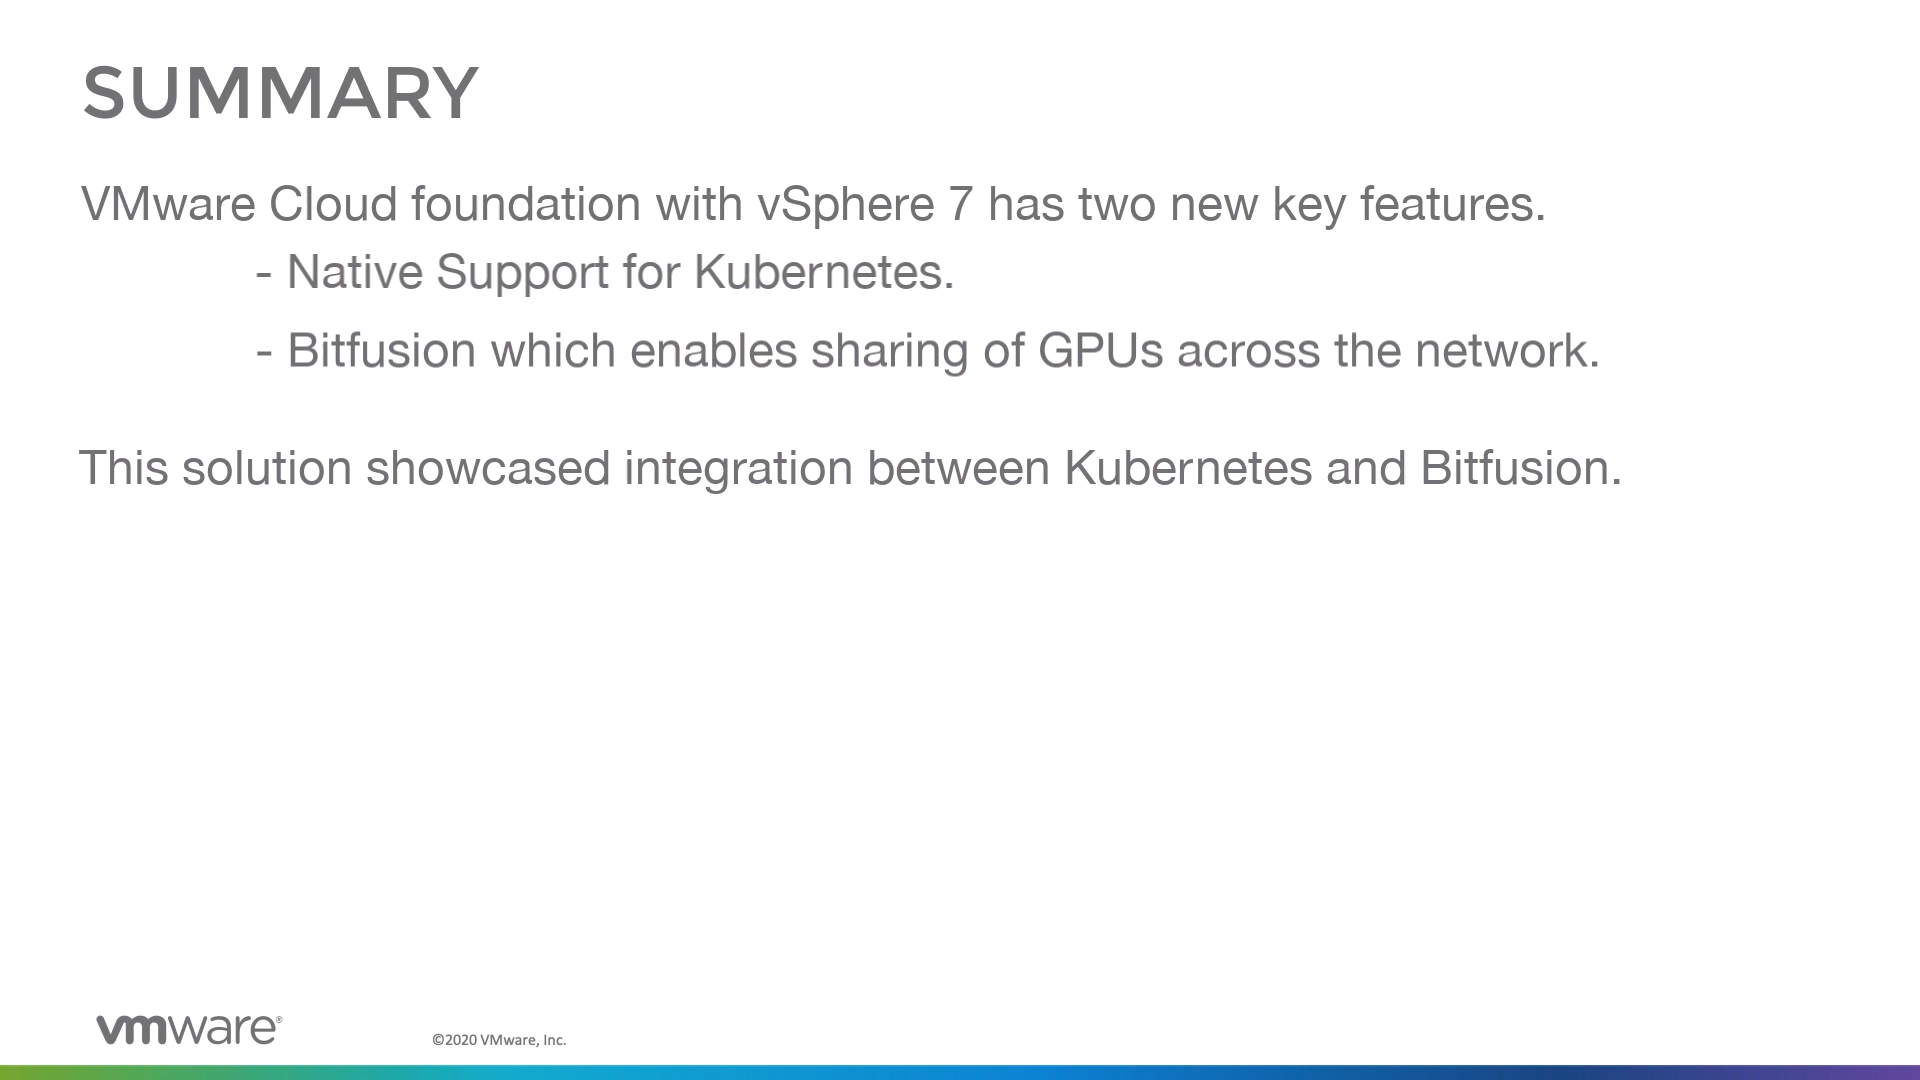 SUMMARY
VMware Cloud foundation with vSphere 7 has two new key features.
- Native Support for Kubernetes.
- Bitfusion which enables sharing of GPUs across the network.
This solution showcased integration between Kubernetes and Bitfusion.
vmware®
©2020 VMware, Inc.